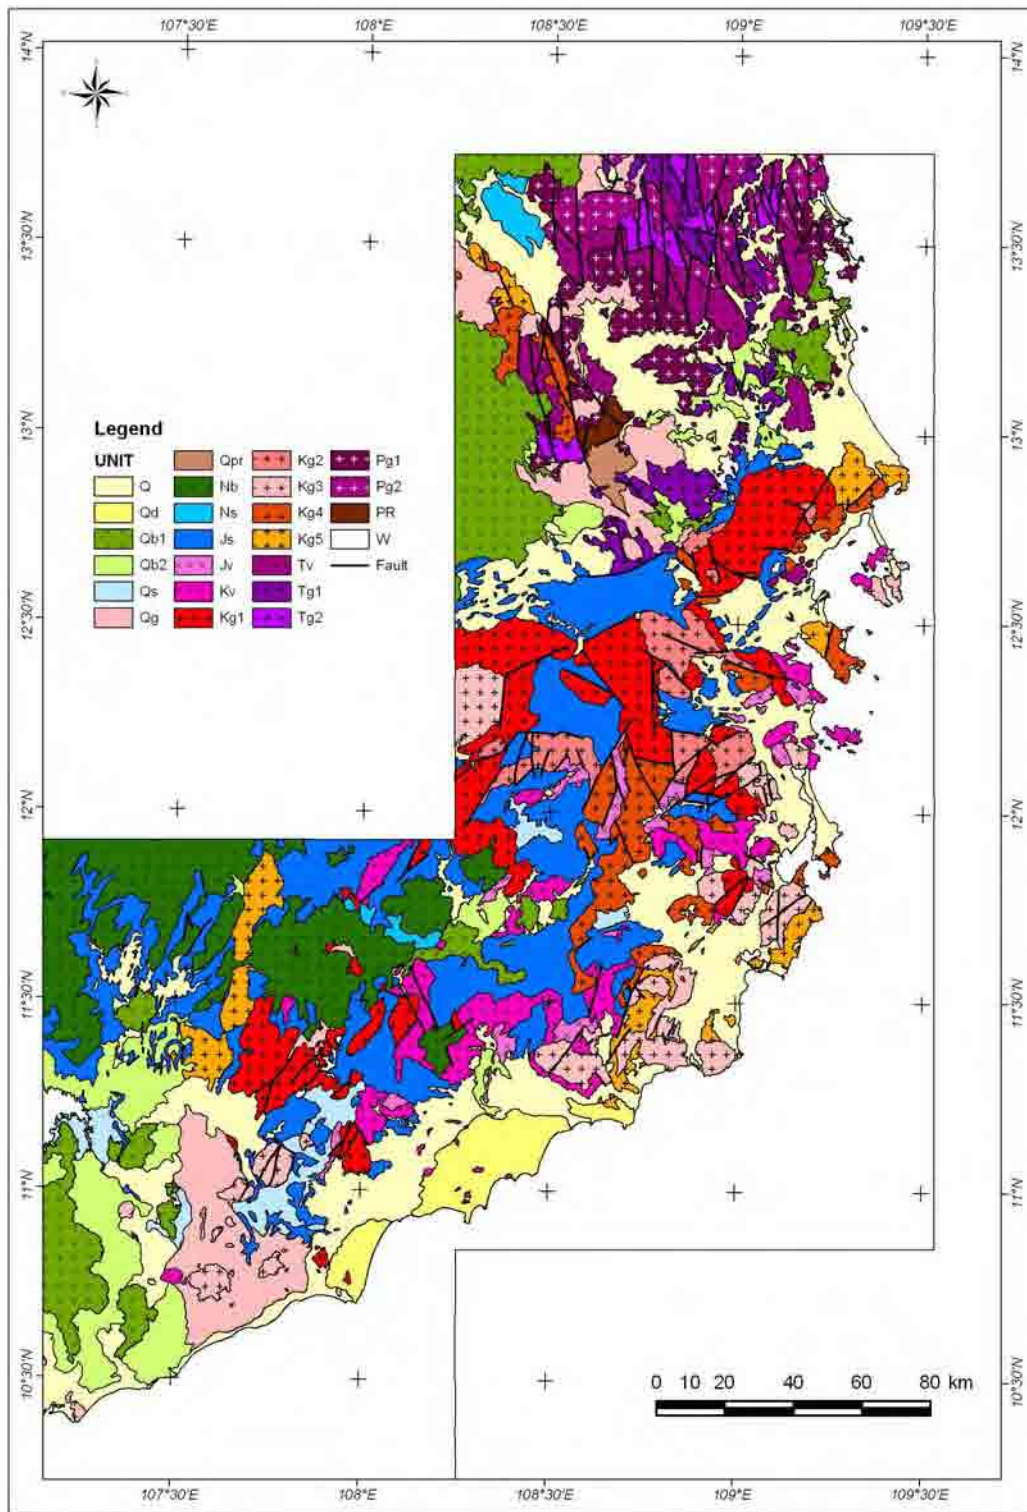 107°30'E 108°E 108°30'E 109°E 109°30'E
14°N 14°N
13°30'N 13°30'N
13°N 13°N
12°30'N 12°30'N
12°N 12°N
11°30'N 11°30'N
11°N 11°N
10°30'N 10°30'N
Legend
UNIT Qpr Kg2 Pg1
Q Nb Kg3 Pg2
Qd Ns Kg4 PR
Qb1 Js Kg5 W
Qb2 Jv Tv Fault
Qs Kv Tg1
Qg Kg1 Tg2
0 10 20 40 60 80 km
107°30'E 108°E 108°30'E 109°E 109°30'E